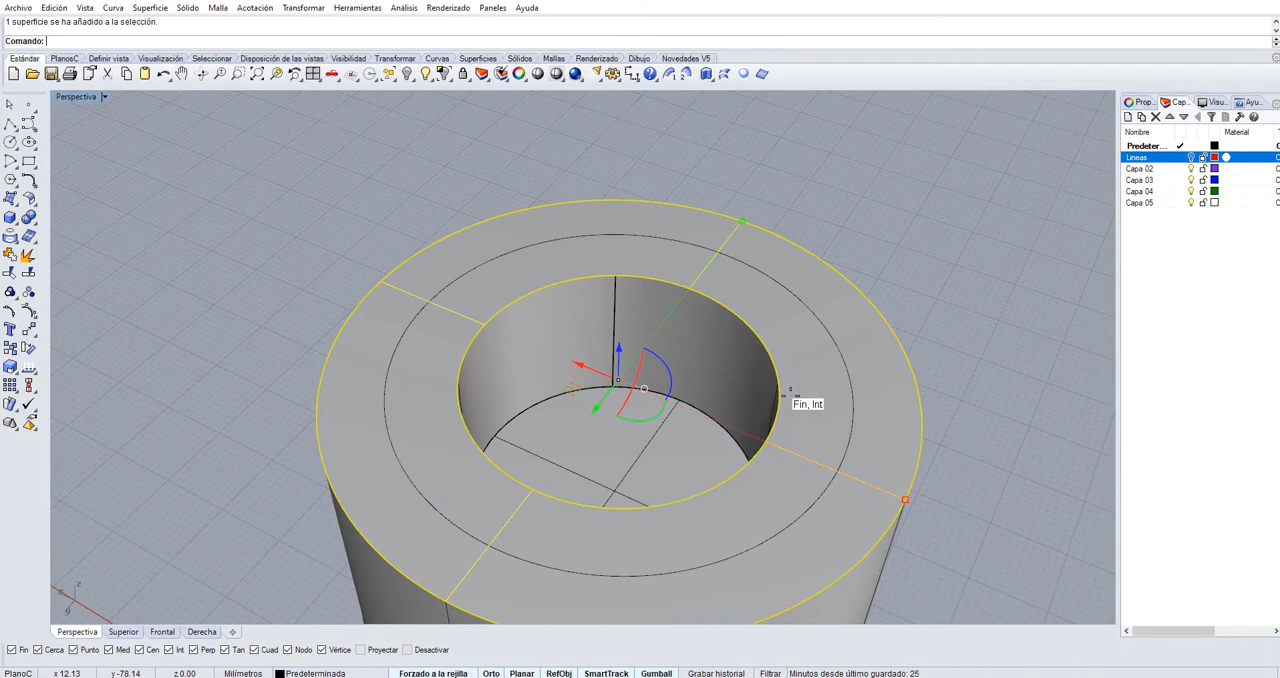 Archivo Edición Vista Curva Superficie Sólido Malla Acotación Transformar Herramientas Análisis Renderizado Paneles Ayuda
1 superficie se ha añadido a la selección.
Comando:
Estándar PlanosC Definir vista Visualización Seleccionar Disposición de las vistas Visibilidad Transformar Curvas Superficies Sólidos Mallas Renderizado Dibujo Novedades V5
Perspectiva
Prop... Cap... Visu... Ayu...
Nombre Material
Predeter...
Líneas
Capa 02
Capa 03
Capa 04
Capa 05
Fin, Int
z
x
y
Perspectiva Superior Frontal Derecha
Fin Cerca Punto Med Cen Int Perp Tan Cuad Nodo Vértice Proyectar Desactivar
PlanoC x 12.13 y -78.14 z 0.00 Milímetros Predeterminada Forzado a la rejilla Orto Planar RefObj SmartTrack Gumball Grabar historial Filtrar Minutos desde último guardado: 25